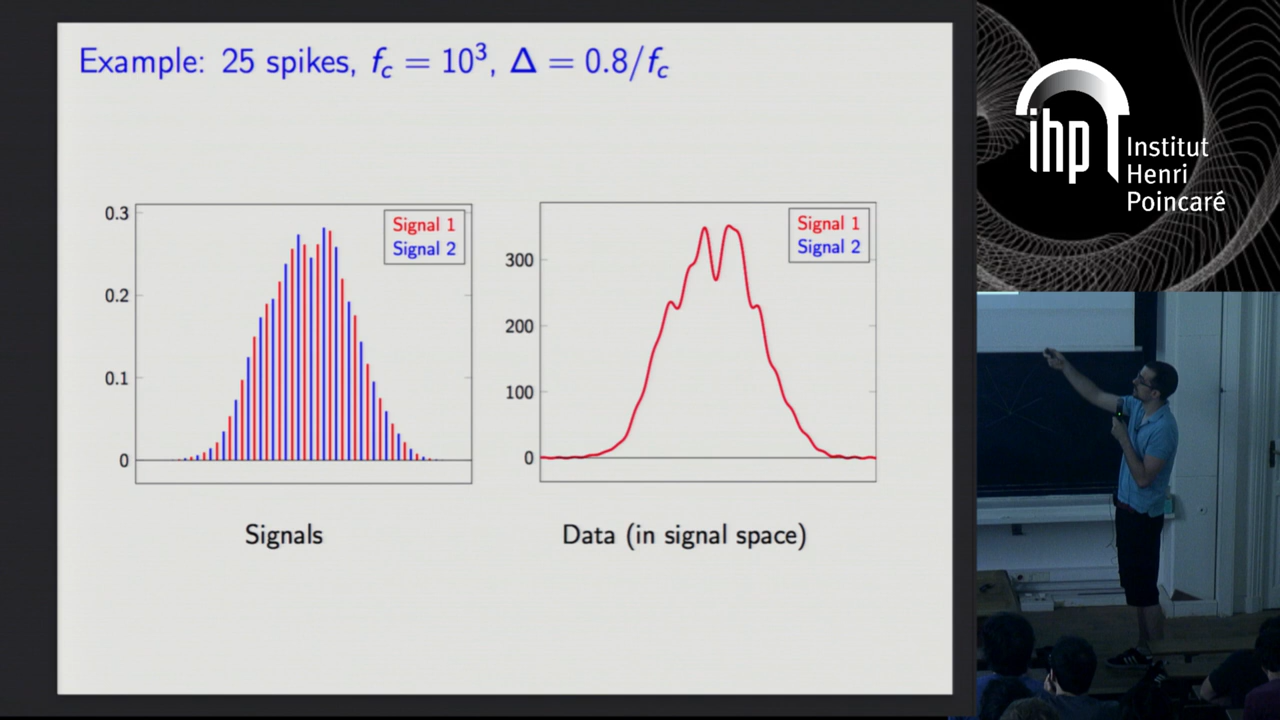 Example: 25 spikes, f_c = 10³, Δ = 0.8/f_c
0.3
0.2
0.1
0
Signal 1
Signal 2
Signals
300
200
100
0
Signal 1
Signal 2
Data (in signal space)
ihp
Institut
Henri
Poincaré